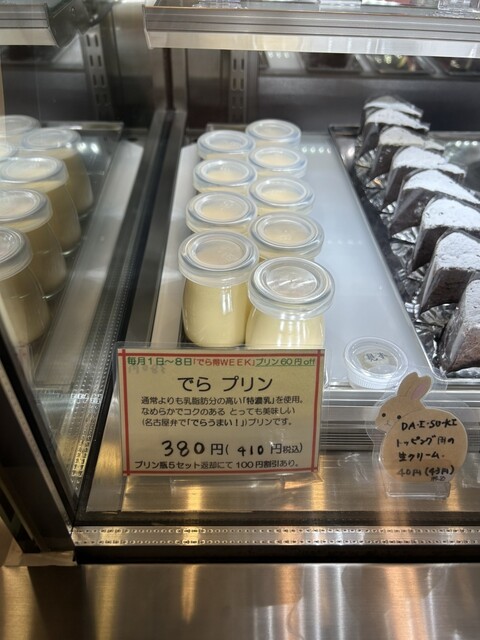 毎月1日〜8日「でら得WEEK」プリン60円off
でら プリン
通常よりも乳脂肪分の高い「特濃乳」を使用。
なめらかでコクのある とっても美味しい
(名古屋弁で「でらうまい!」)プリンです。
380円(410円税込)
プリン瓶5セット返却にて100円割引あり。
DA・I・SU・KI
トッピング用の
生クリーム.
40円(43円)
税込